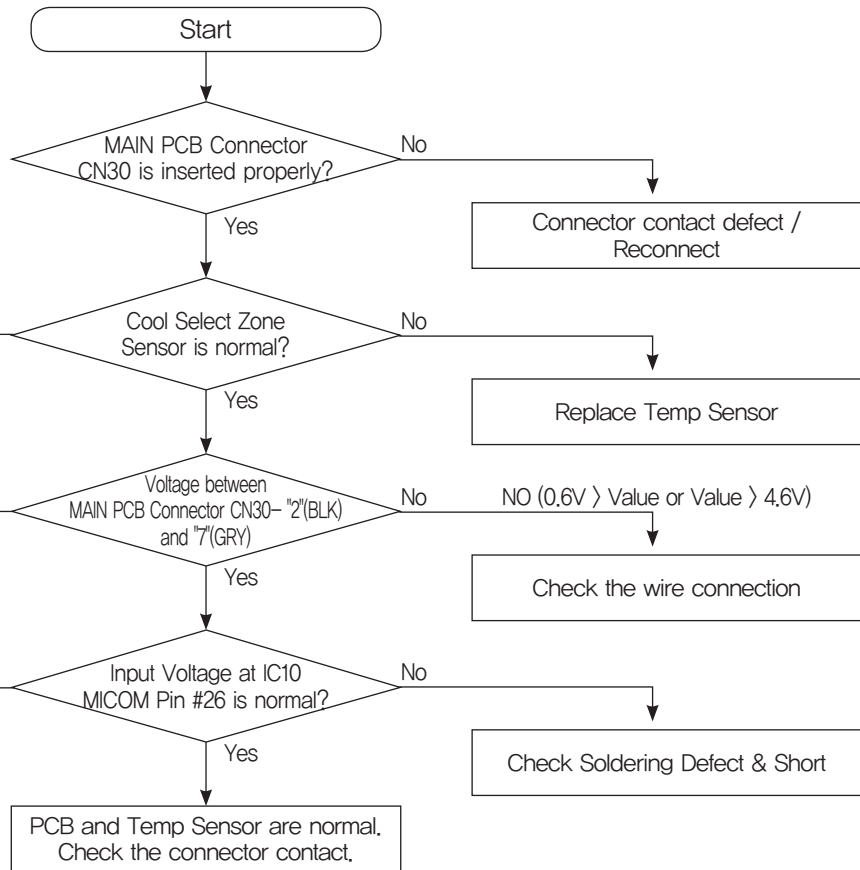 Start
MAIN PCB Connector
CN30 is inserted properly?
No
Yes
Connector contact defect /
Reconnect
Cool Select Zone
Sensor is normal?
No
Yes
Replace Temp Sensor
Voltage between
MAIN PCB Connector CN30- "2"(BLK)
and "7"(GRY)
No
NO (0.6V > Value or Value > 4.6V)
Yes
Check the wire connection
Input Voltage at IC10
MICOM Pin #26 is normal?
No
Yes
Check Soldering Defect & Short
PCB and Temp Sensor are normal.
Check the connector contact.